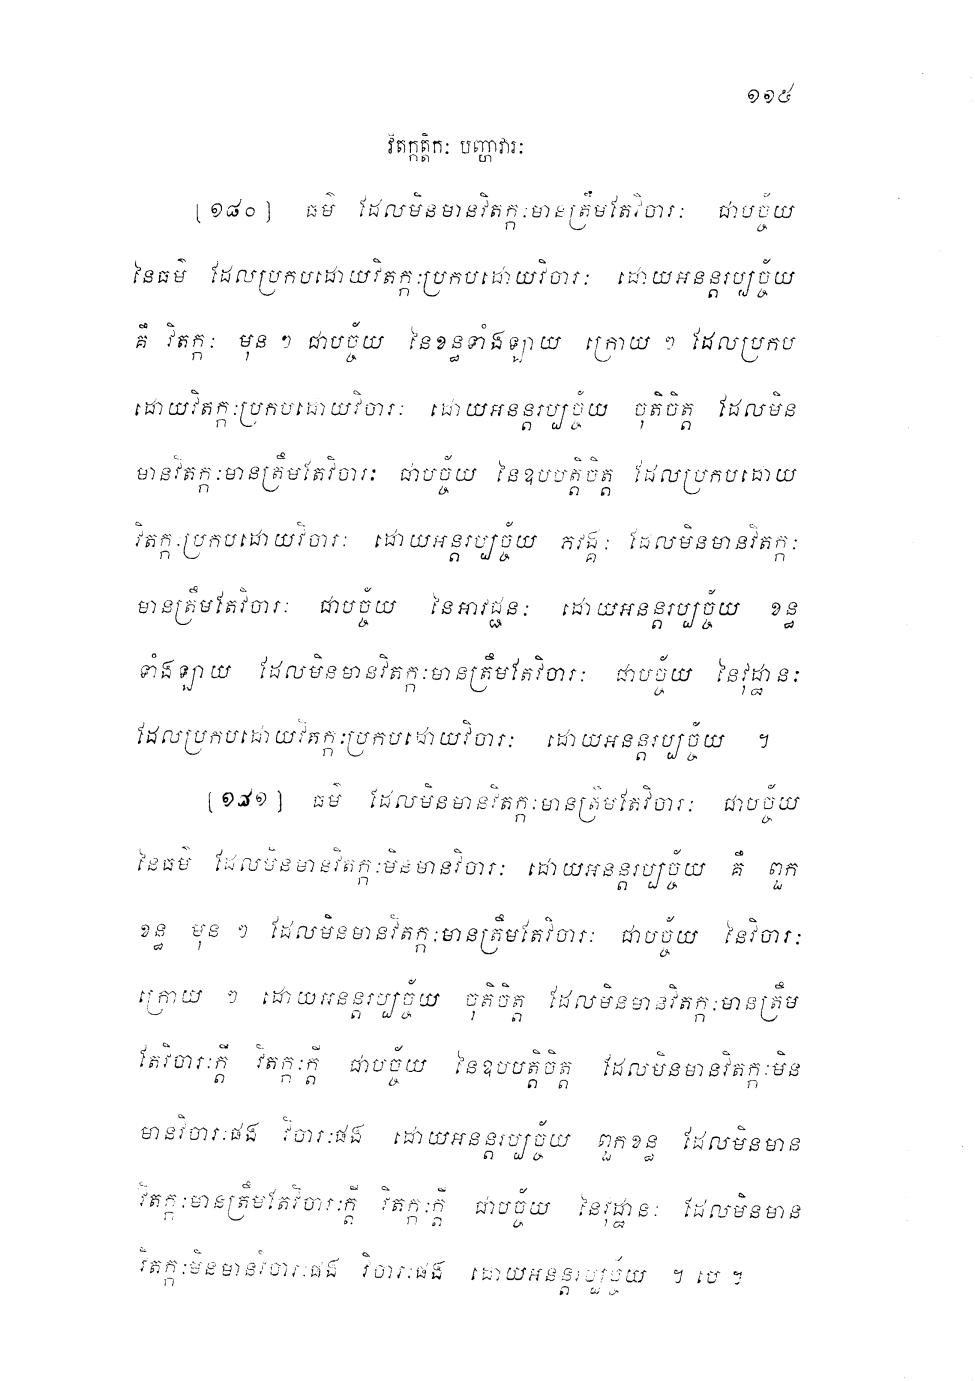 ១១៥
វិតក្កត្តិកៈ បញ្ហាវារៈ
[១៨០] ធម៌ ដែលមិនមានវិតក្កៈមានត្រឹមតែវិចារៈ ជាបច្ច័យ
នៃធម៌ ដែលប្រកបដោយវិតក្កៈប្រកបដោយវិចារៈ ដោយអនន្តរប្បច្ច័យ
គឺ វិតក្កៈ មុន ៗ ជាបច្ច័យ នៃខន្ធទាំងឡាយ ក្រោយ ៗ ដែលប្រកប
ដោយវិតក្កៈប្រកបដោយវិចារៈ ដោយអនន្តរប្បច្ច័យ ចុតិចិត្ត ដែលមិន
មានវិតក្កៈមានត្រឹមតែវិចារៈ ជាបច្ច័យ នៃឧបបត្តិចិត្ត ដែលប្រកបដោយ
វិតក្កៈប្រកបដោយវិចារៈ ដោយអនន្តរប្បច្ច័យ ភវង្គៈ ដែលមិនមានវិតក្កៈ
មានត្រឹមតែវិចារៈ ជាបច្ច័យ នៃអាវជ្ជនៈ ដោយអនន្តរប្បច្ច័យ ខន្ធ
ទាំងឡាយ ដែលមិនមានវិតក្កៈមានត្រឹមតែវិចារៈ ជាបច្ច័យ នៃវុដ្ឋានៈ
ដែលប្រកបដោយវិតក្កៈប្រកបដោយវិចារៈ ដោយអនន្តរប្បច្ច័យ ។
[១៨១] ធម៌ ដែលមិនមានវិតក្កៈមានត្រឹមតែវិចារៈ ជាបច្ច័យ
នៃធម៌ ដែលមិនមានវិតក្កៈមិនមានវិចារៈ ដោយអនន្តរប្បច្ច័យ គឺ ពួក
ខន្ធ មុន ៗ ដែលមិនមានវិតក្កៈមានត្រឹមតែវិចារៈ ជាបច្ច័យ នៃវិចារៈ
ក្រោយ ៗ ដោយអនន្តរប្បច្ច័យ ចុតិចិត្ត ដែលមិនមានវិតក្កៈមានត្រឹម
តែវិចារៈក្តី វិតក្កៈក្តី ជាបច្ច័យ នៃឧបបត្តិចិត្ត ដែលមិនមានវិតក្កៈមិន
មានវិចារៈផង វិចារៈផង ដោយអនន្តរប្បច្ច័យ ពួកខន្ធ ដែលមិនមាន
វិតក្កៈមានត្រឹមតែវិចារៈក្តី វិតក្កៈក្តី ជាបច្ច័យ នៃវុដ្ឋានៈ ដែលមិនមាន
វិតក្កៈមិនមានវិចារៈផង វិចារៈផង ដោយអនន្តរប្បច្ច័យ ។ បេ ។